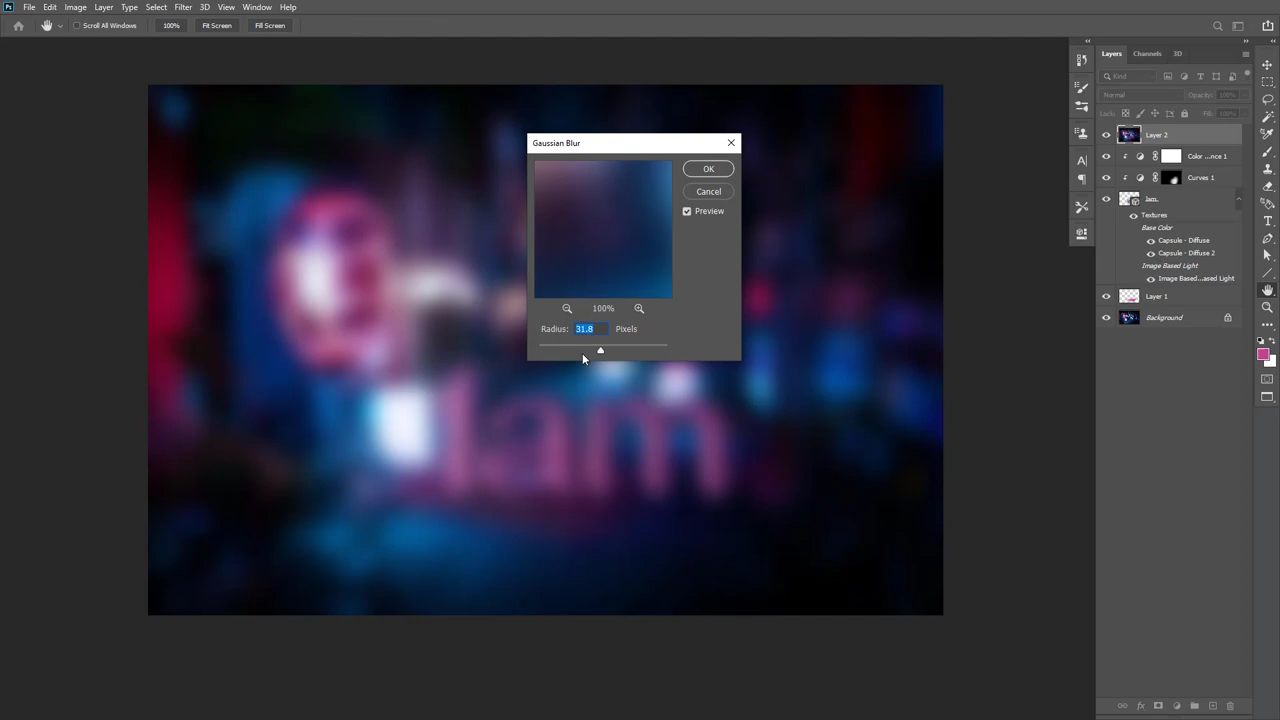 Ps File Edit Image Layer Type Select Filter 3D View Window Help
Scroll All Windows 100% Fit Screen Fill Screen
Layers Channels 3D
Kind
Normal Opacity: 100%
Lock: Fill: 100%
Layer 2
Color ...nce 1
Curves 1
Iam.
Textures
Base Color
Capsule - Diffuse
Capsule - Diffuse 2
Image Based Light
Image Based...ased Light
Layer 1
Background
Gaussian Blur
OK
Cancel
Preview
100%
Radius: 31.8 Pixels
Iam